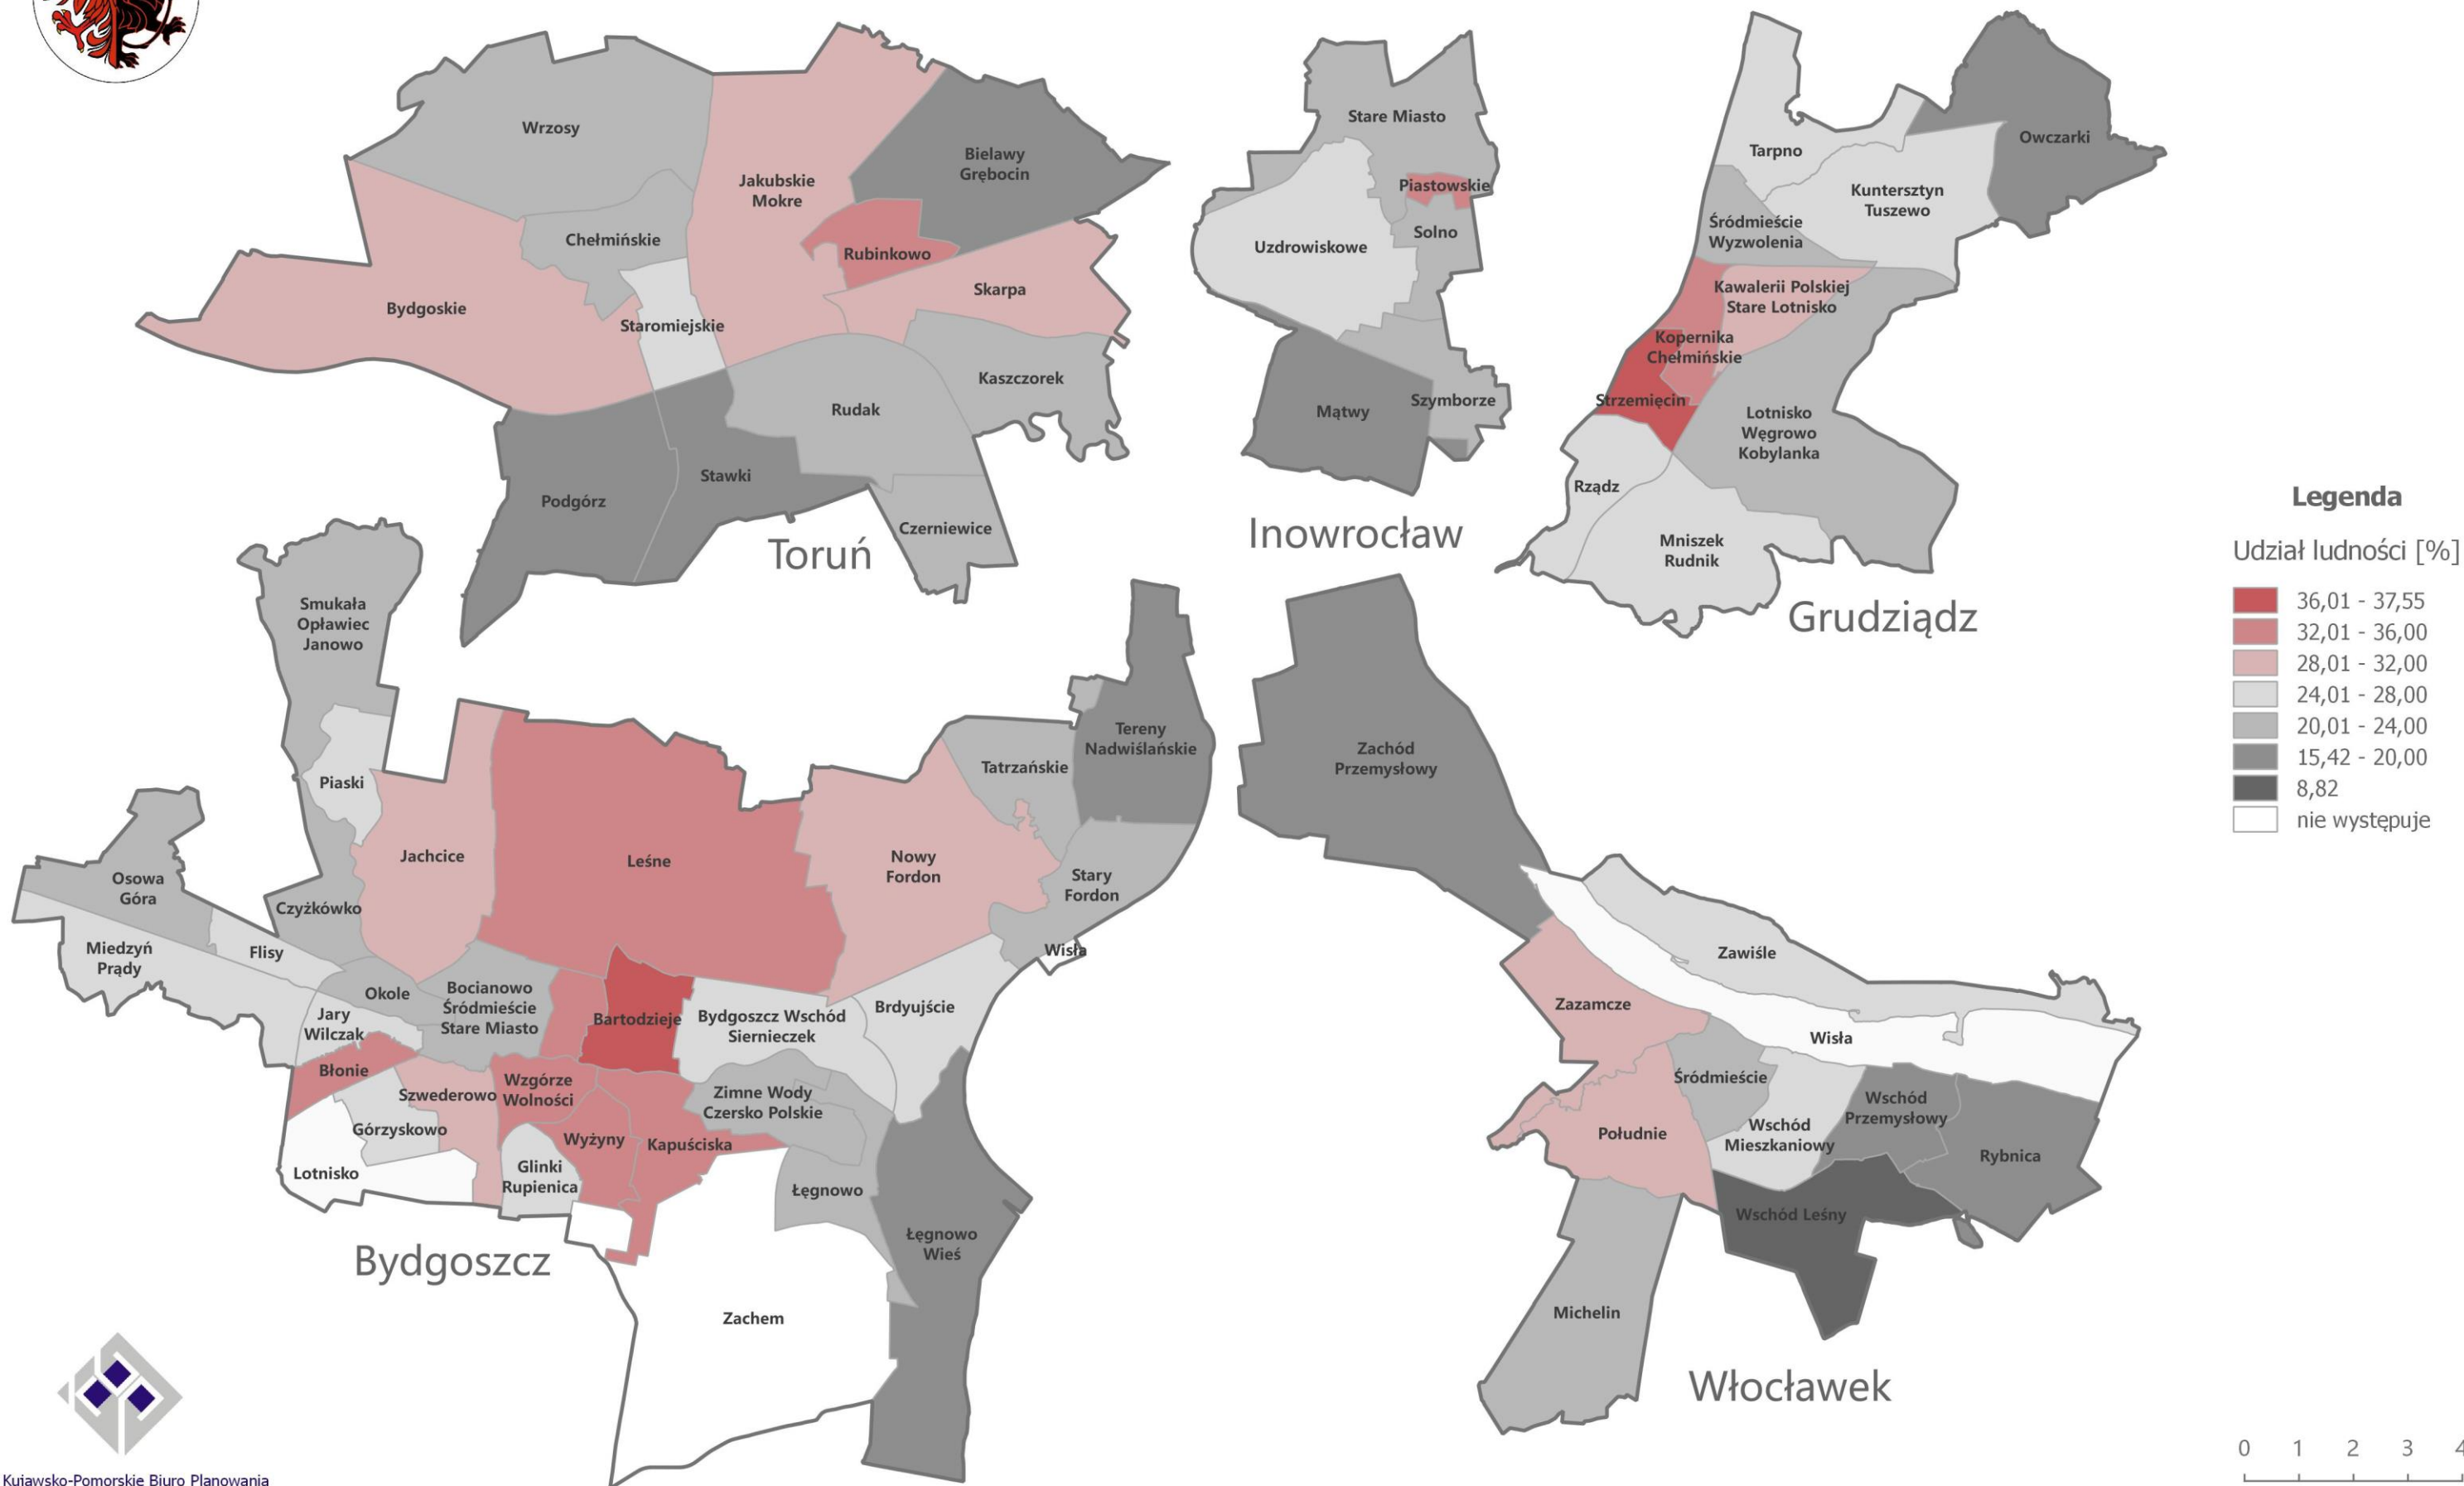 Wrzosy
Bielawy
Grębocin
Jakubskie
Mokre
Chełmińskie
Rubinkowo
Bydgoskie
Skarpa
Staromiejskie
Kaszczorek
Rudak
Stawki
Podgórz
Czerniewice
Toruń
Stare Miasto
Piastowskie
Solno
Uzdrowiskowe
Mątwy
Szymborze
Inowrocław
Tarpno
Owczarki
Kuntersztyn
Tuszewo
Śródmieście
Wyzwolenia
Kawalerii Polskiej
Stare Lotnisko
Kopernika
Chełmińskie
Strzemięcin
Lotnisko
Węgrowo
Kobylanka
Rządz
Mniszek
Rudnik
Grudziądz
Legenda
Udział ludności [%]
36,01 - 37,55
32,01 - 36,00
28,01 - 32,00
24,01 - 28,00
20,01 - 24,00
15,42 - 20,00
8,82
nie występuje
Smukała
Opławiec
Janowo
Piaski
Jachcice
Leśne
Nowy
Fordon
Tatrzańskie
Tereny
Nadwiślańskie
Stary
Fordon
Wisła
Osowa
Góra
Czyżkówko
Miedzyń
Prądy
Flisy
Okole
Bocianowo
Śródmieście
Stare Miasto
Bartodzieje
Bydgoszcz Wschód
Siernieczek
Brdyujście
Jary
Wilczak
Błonie
Szwederowo
Wzgórze
Wolności
Zimne Wody
Czersko Polskie
Górzyskowo
Wyżyny
Kapuściska
Lotnisko
Glinki
Rupienica
Łęgnowo
Łęgnowo
Wieś
Zachem
Bydgoszcz
Zachód
Przemysłowy
Zawiśle
Zazamcze
Wisła
Śródmieście
Wschód
Przemysłowy
Wschód
Mieszkaniowy
Południe
Rybnica
Wschód Leśny
Michelin
Włocławek
0 1 2 3 4
Kujawsko-Pomorskie Biuro Planowania